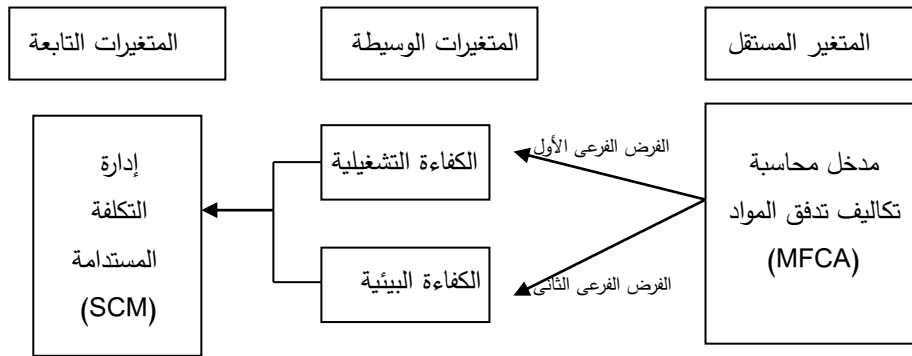 المتغير المستقل
المتغيرات الوسيطة
المتغيرات التابعة
مدخل محاسبة
تكاليف تدفق المواد
(MFCA)
الفرض الفرعى الأول
الفرض الفرعى الثانى
الكفاءة التشغيلية
الكفاءة البيئية
إدارة
التكلفة
المستدامة
(SCM)